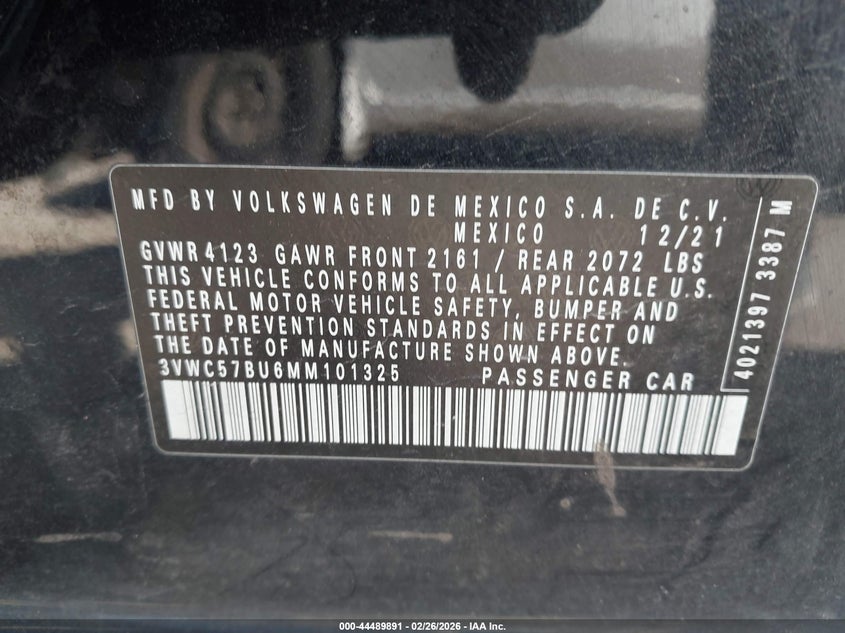 MFD BY VOLKSWAGEN DE MEXICO S.A. DE C.V.
MEXICO 12/21
GVWR 4123 GAWR FRONT 2161 / REAR 2072 LBS
THIS VEHICLE CONFORMS TO ALL APPLICABLE U.S.
FEDERAL MOTOR VEHICLE SAFETY, BUMPER AND
THEFT PREVENTION STANDARDS IN EFFECT ON
THE DATE OF MANUFACTURE SHOWN ABOVE.
3VWC57BU6MM101325 PASSENGER CAR
4021397 3387 M
000-44489891 - 02/26/2026 - IAA Inc.